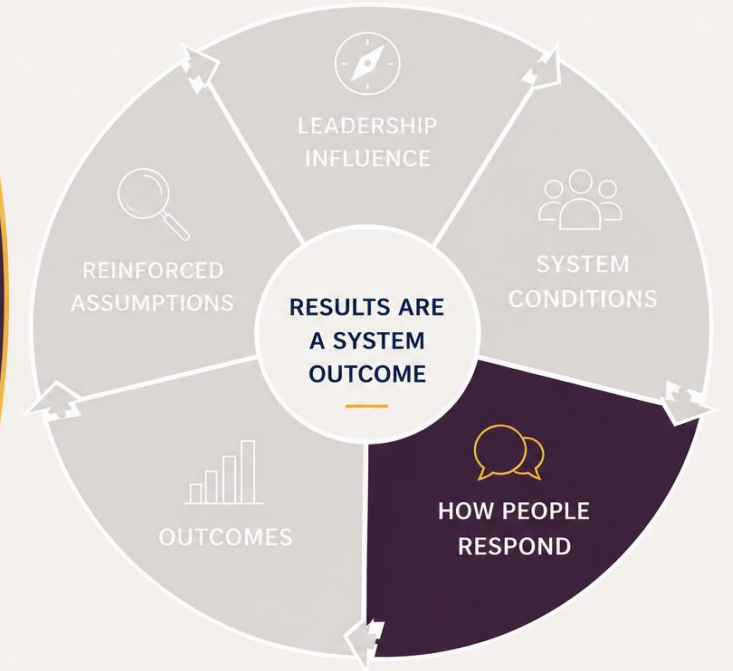 LEADERSHIP
INFLUENCE
SYSTEM
CONDITIONS
HOW PEOPLE
RESPOND
OUTCOMES
REINFORCED
ASSUMPTIONS
RESULTS ARE
A SYSTEM
OUTCOME